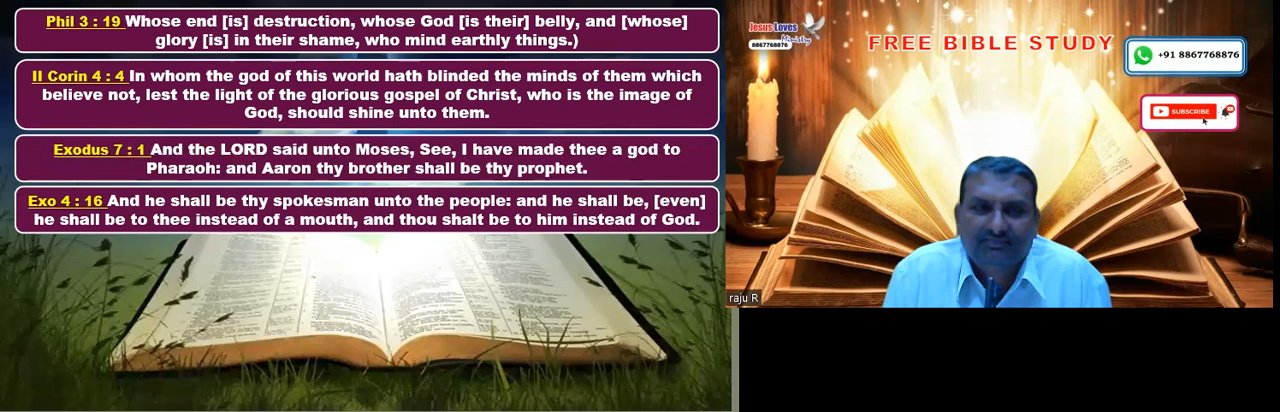 Phil 3 : 19 Whose end [is] destruction, whose God [is their] belly, and [whose]
glory [is] in their shame, who mind earthly things.)
II Corin 4 : 4 In whom the god of this world hath blinded the minds of them which
believe not, lest the light of the glorious gospel of Christ, who is the image of
God, should shine unto them.
Exodus 7 : 1 And the LORD said unto Moses, See, I have made thee a god to
Pharaoh: and Aaron thy brother shall be thy prophet.
Exo 4 : 16 And he shall be thy spokesman unto the people: and he shall be, [even]
he shall be to thee instead of a mouth, and thou shalt be to him instead of God.
Jesus Loves
Ministry
8867768876
FREE BIBLE STUDY
+91 8867768876
SUBSCRIBE
raju R